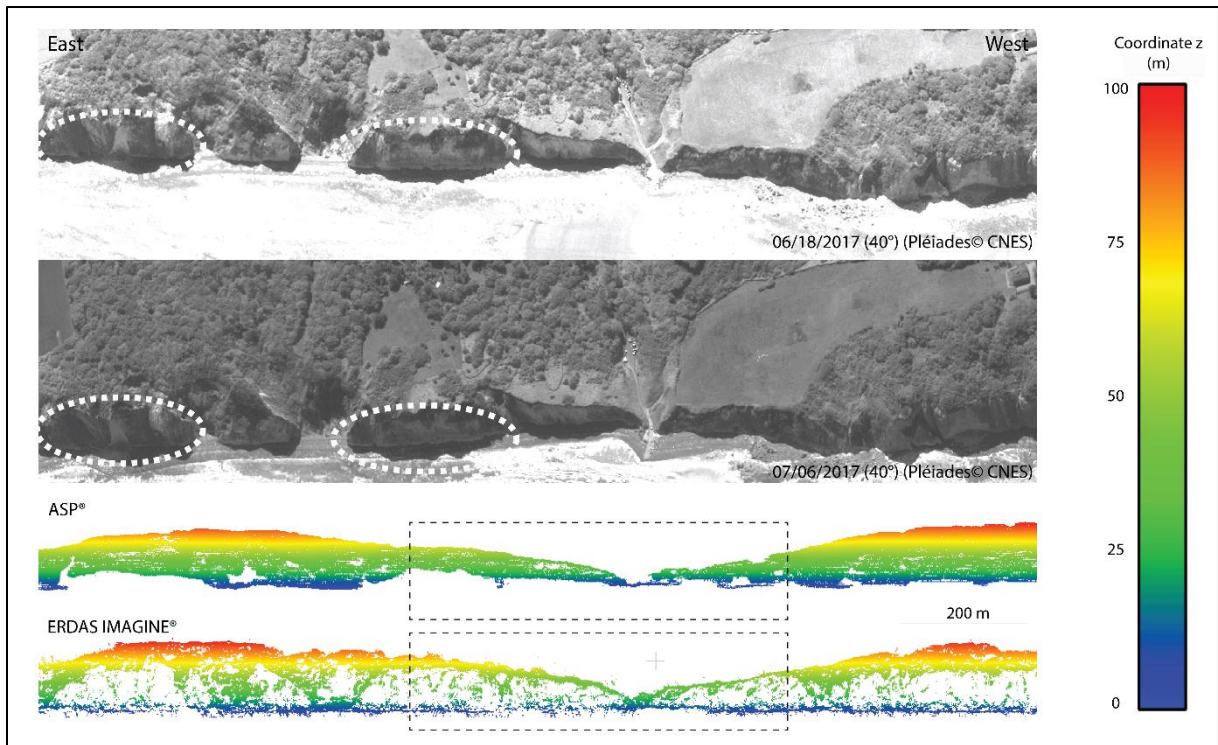 East
West
06/18/2017 (40°) (Pléiades© CNES)
07/06/2017 (40°) (Pléiades© CNES)
ASP®
ERDAS IMAGINE®
200 m
Coordinate z
(m)
100
75
50
25
0